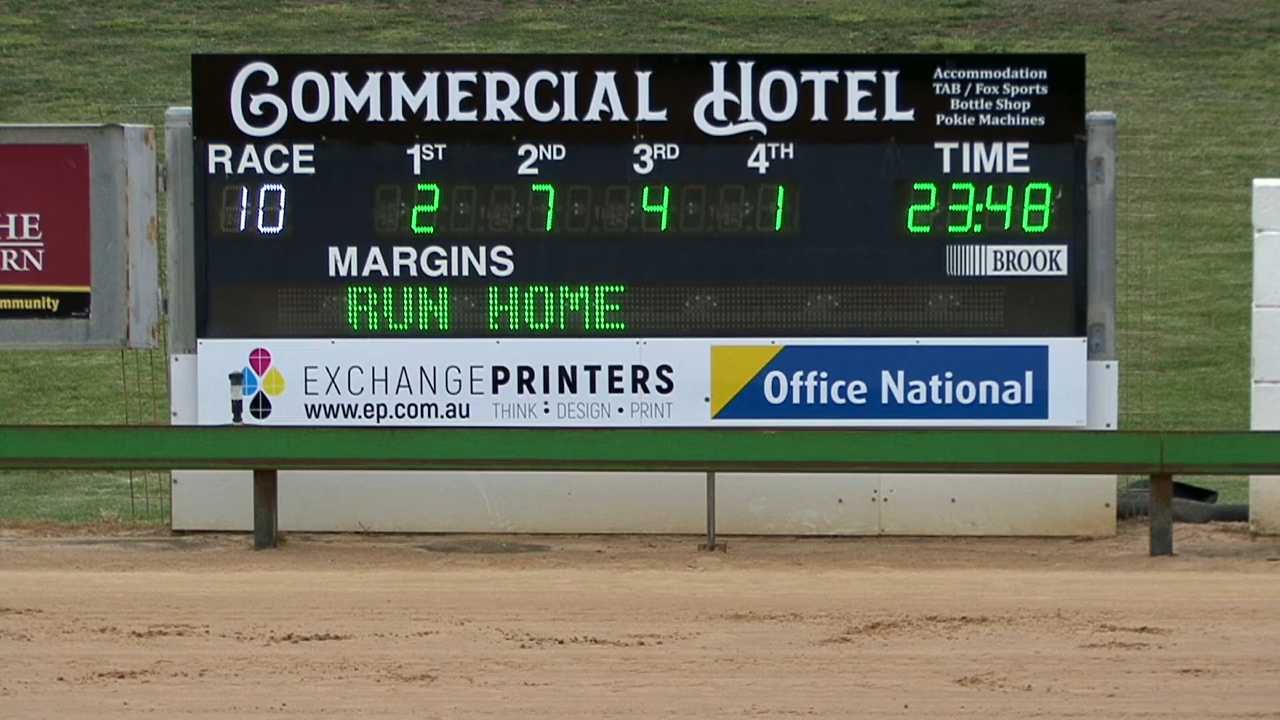 COMMERCIAL HOTEL
Accommodation
TAB / Fox Sports
Bottle Shop
Pokie Machines
RACE 1ST 2ND 3RD 4TH TIME
10 2 7 4 1 23:48
MARGINS
BROOK
RUN HOME
HE
RN
mmunity
EXCHANGEPRINTERS
www.ep.com.au THINK : DESIGN • PRINT
Office National